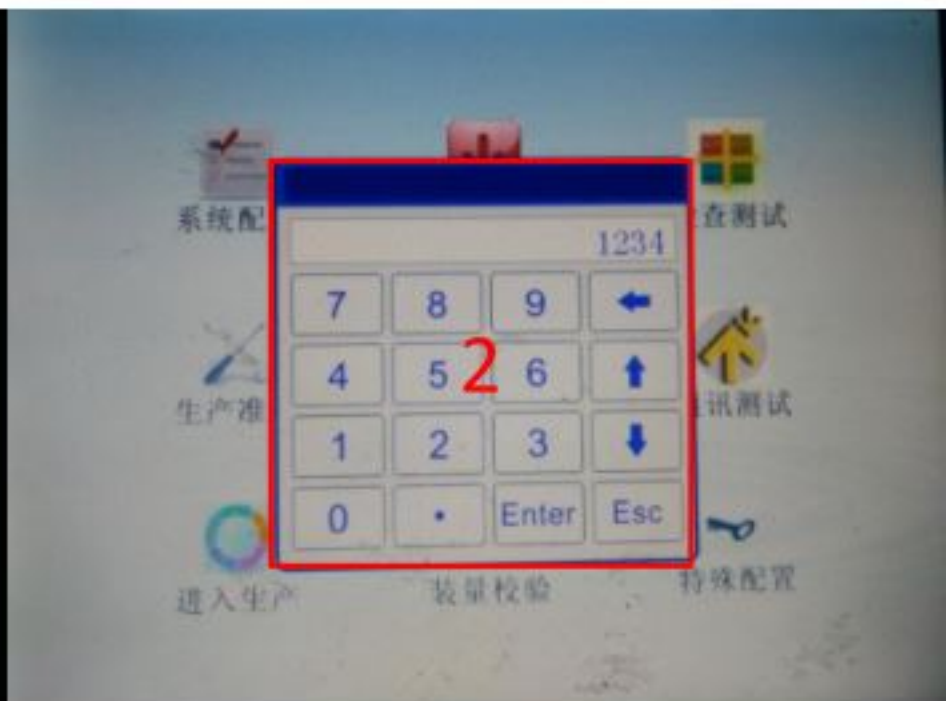 系统配
查测试
1234
7 8 9
4 5 6
2
生产准
讯测试
1 2 3
0 . Enter Esc
进入生产
装量校验
特殊配置